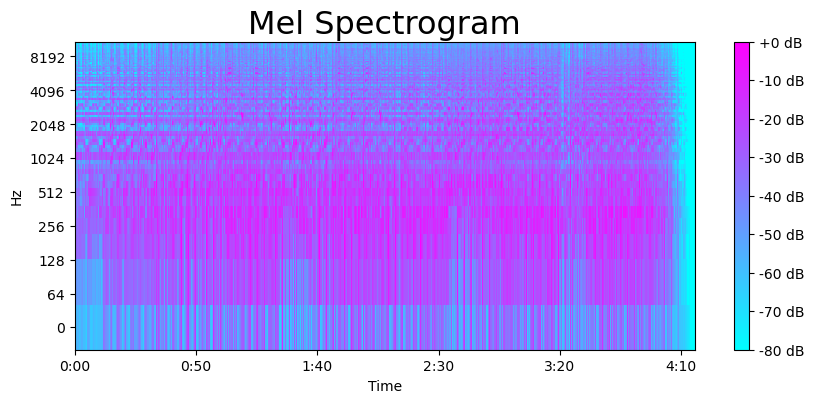 Mel Spectrogram
Hz
8192
4096
2048
1024
512
256
128
64
0
0:00 0:50 1:40 2:30 3:20 4:10
Time
+0 dB
-10 dB
-20 dB
-30 dB
-40 dB
-50 dB
-60 dB
-70 dB
-80 dB